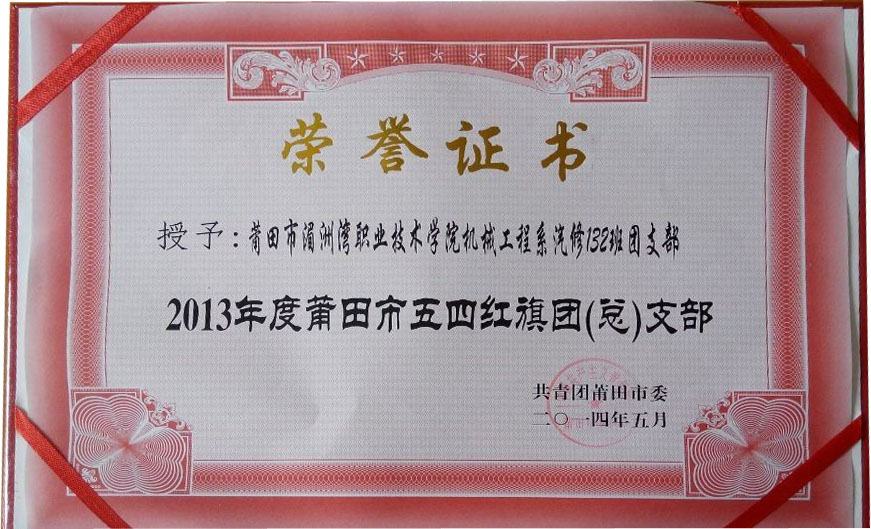 荣誉证书
授予：莆田市湄洲湾职业技术学院机械工程系汽修132班团支部
2013年度莆田市五四红旗团(总)支部
共青团莆田市委
二〇一四年五月